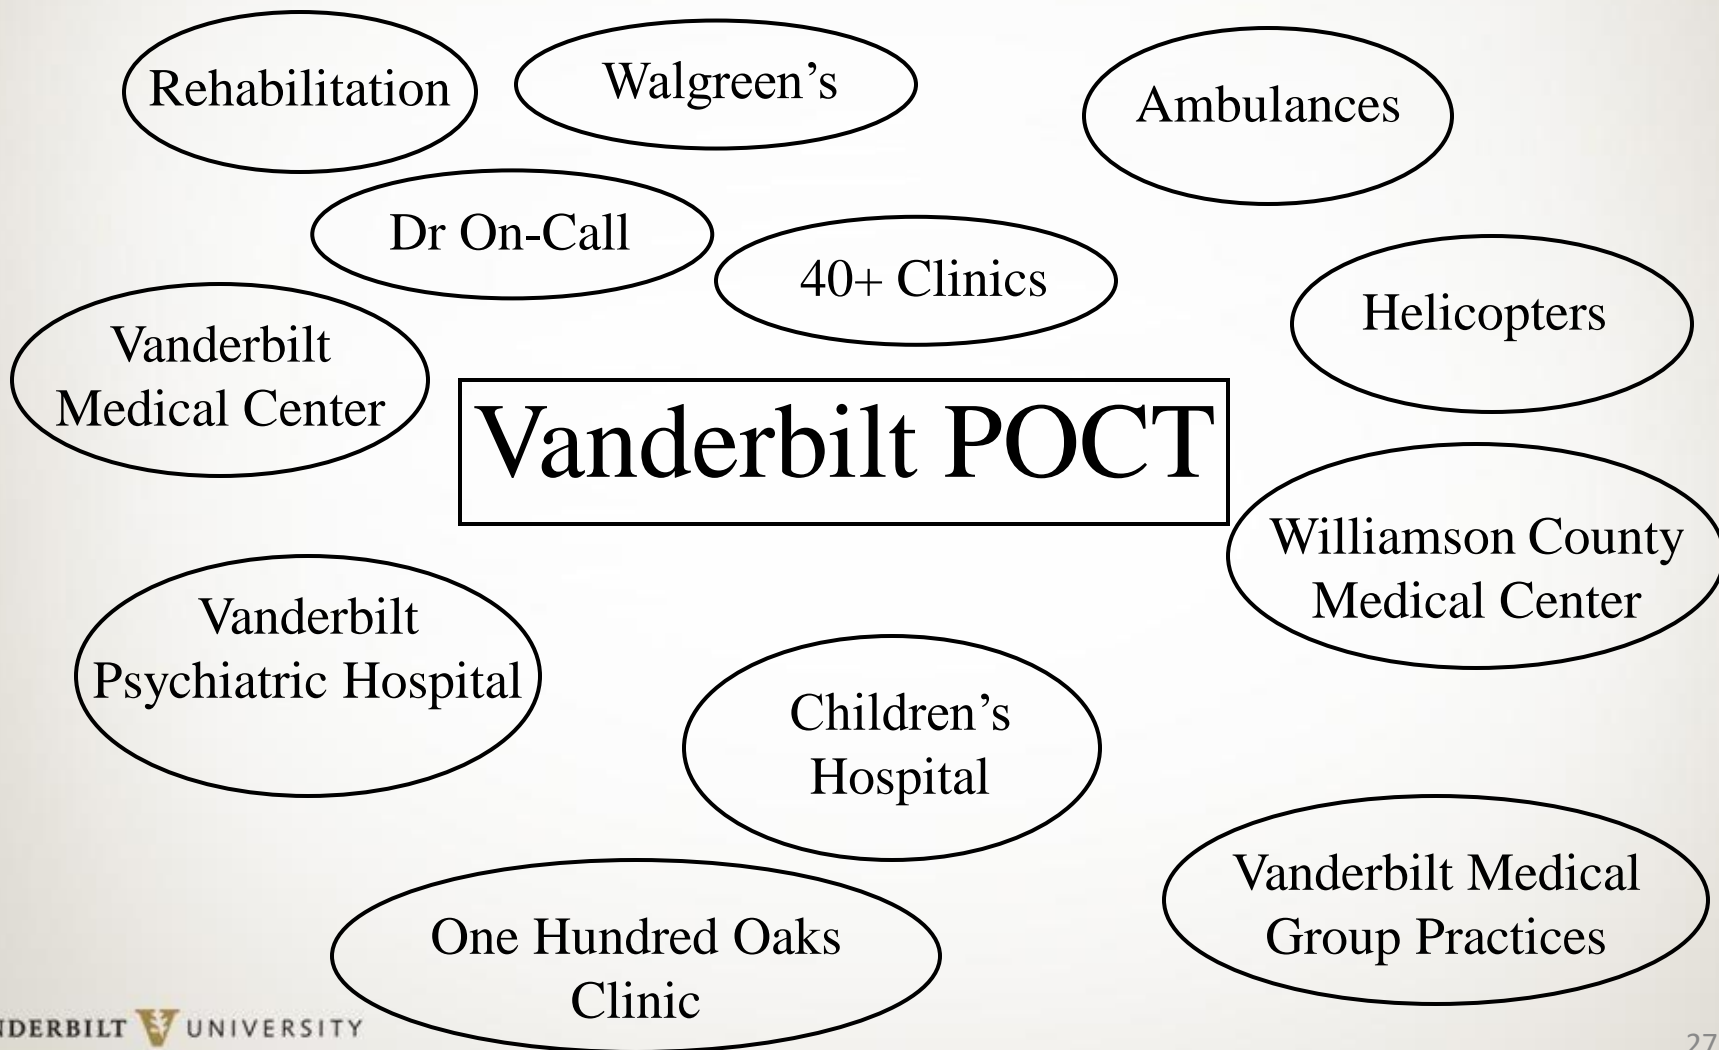 Rehabilitation
Walgreen’s
Ambulances
Dr On-Call
40+ Clinics
Helicopters
Vanderbilt
Medical Center
Vanderbilt POCT
Williamson County
Medical Center
Vanderbilt
Psychiatric Hospital
Children’s
Hospital
Vanderbilt Medical
Group Practices
One Hundred Oaks
Clinic
NDERBILT UNIVERSITY
27